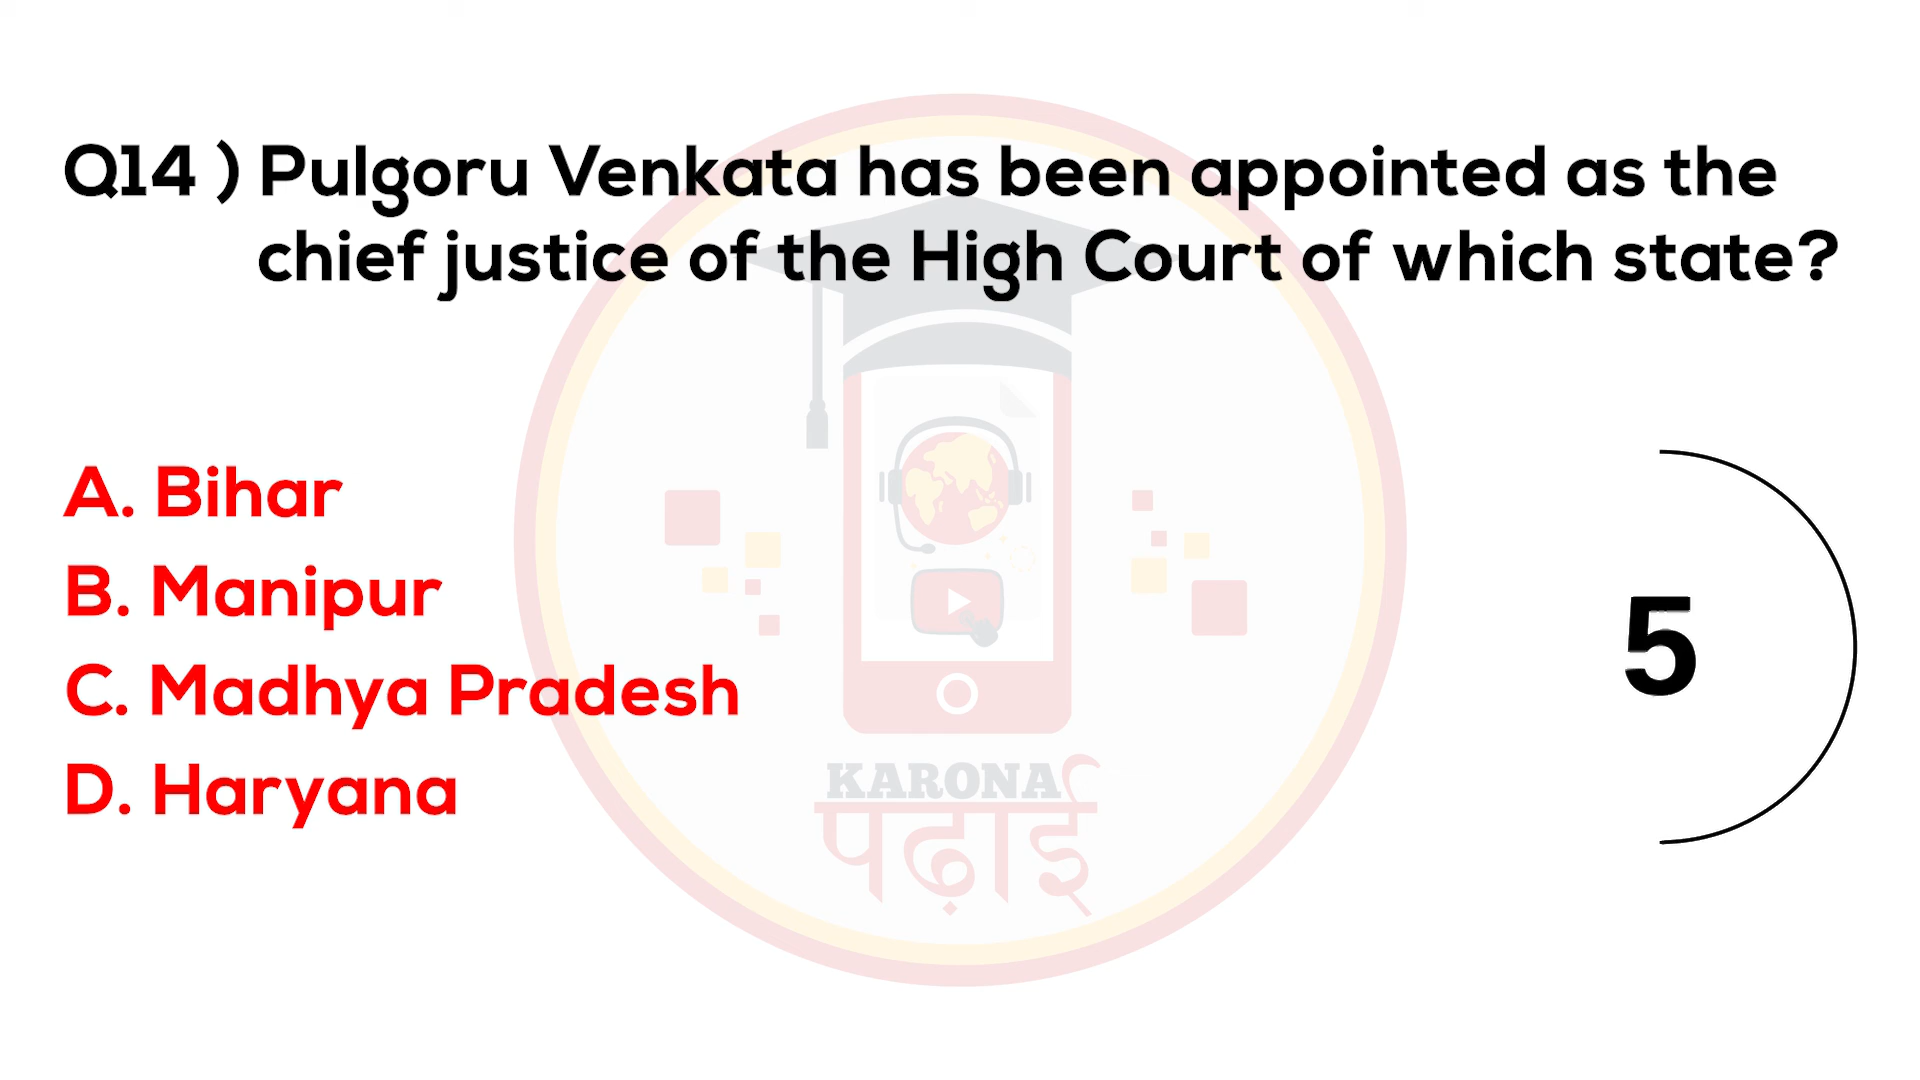 Q14 ) Pulgoru Venkata has been appointed as the
chief justice of the High Court of which state?
A. Bihar
B. Manipur
C. Madhya Pradesh
D. Haryana
5
KARONA
पढ़ाई